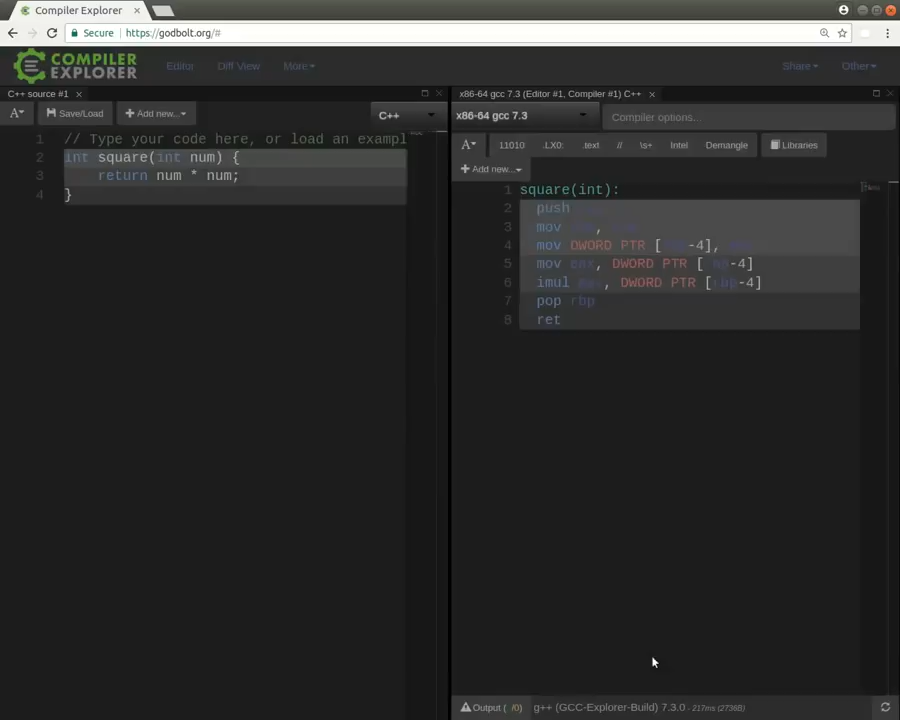 Compiler Explorer
Secure https://godbolt.org/#
COMPILER
EXPLORER
Editor Diff View More Share Other
C++ source #1
A Save/Load + Add new... C++
1 // Type your code here, or load an exampl
2 int square(int num) {
3 return num * num;
4 }
x86-64 gcc 7.3 (Editor #1, Compiler #1) C++
x86-64 gcc 7.3 Compiler options...
A 11010 .LX0: .text // \s+ Intel Demangle Libraries
+ Add new...
1 square(int):
2 push
3 mov ,
4 mov DWORD PTR [ -4],
5 mov eax, DWORD PTR [ -4]
6 imul , DWORD PTR [rbp-4]
7 pop rbp
8 ret
Output ( /0) g++ (GCC-Explorer-Build) 7.3.0 - 217ms (2736B)